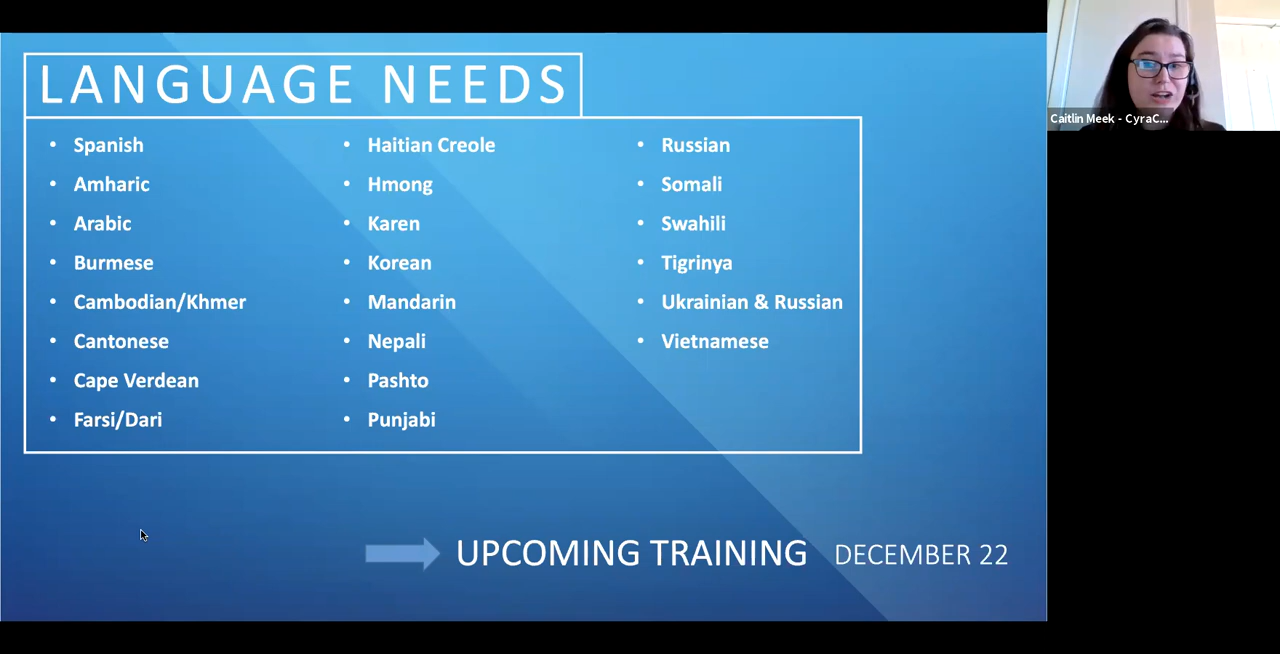 LANGUAGE NEEDS
• Spanish
• Amharic
• Arabic
• Burmese
• Cambodian/Khmer
• Cantonese
• Cape Verdean
• Farsi/Dari
• Haitian Creole
• Hmong
• Karen
• Korean
• Mandarin
• Nepali
• Pashto
• Punjabi
• Russian
• Somali
• Swahili
• Tigrinya
• Ukrainian & Russian
• Vietnamese
UPCOMING TRAINING DECEMBER 22
Caitlin Meek - CyraC...